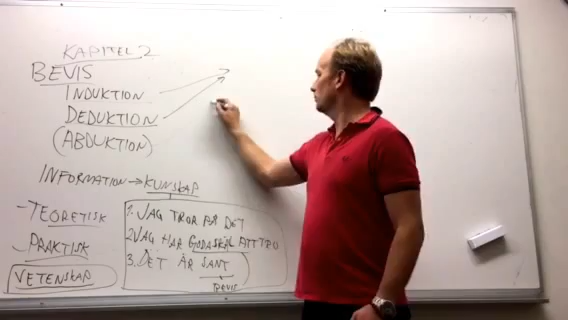 KAPITEL 2
BEVIS
INDUKTION
DEDUKTION
(ABDUKTION)
INFORMATION → KUNSKAP
- TEORETISK
- PRAKTISK
VETENSKAP
1. JAG TROR PÅ DET
2 JAG HAR GODA SKÄL ATT TRO
3. DET ÄR SANT
BEVIS